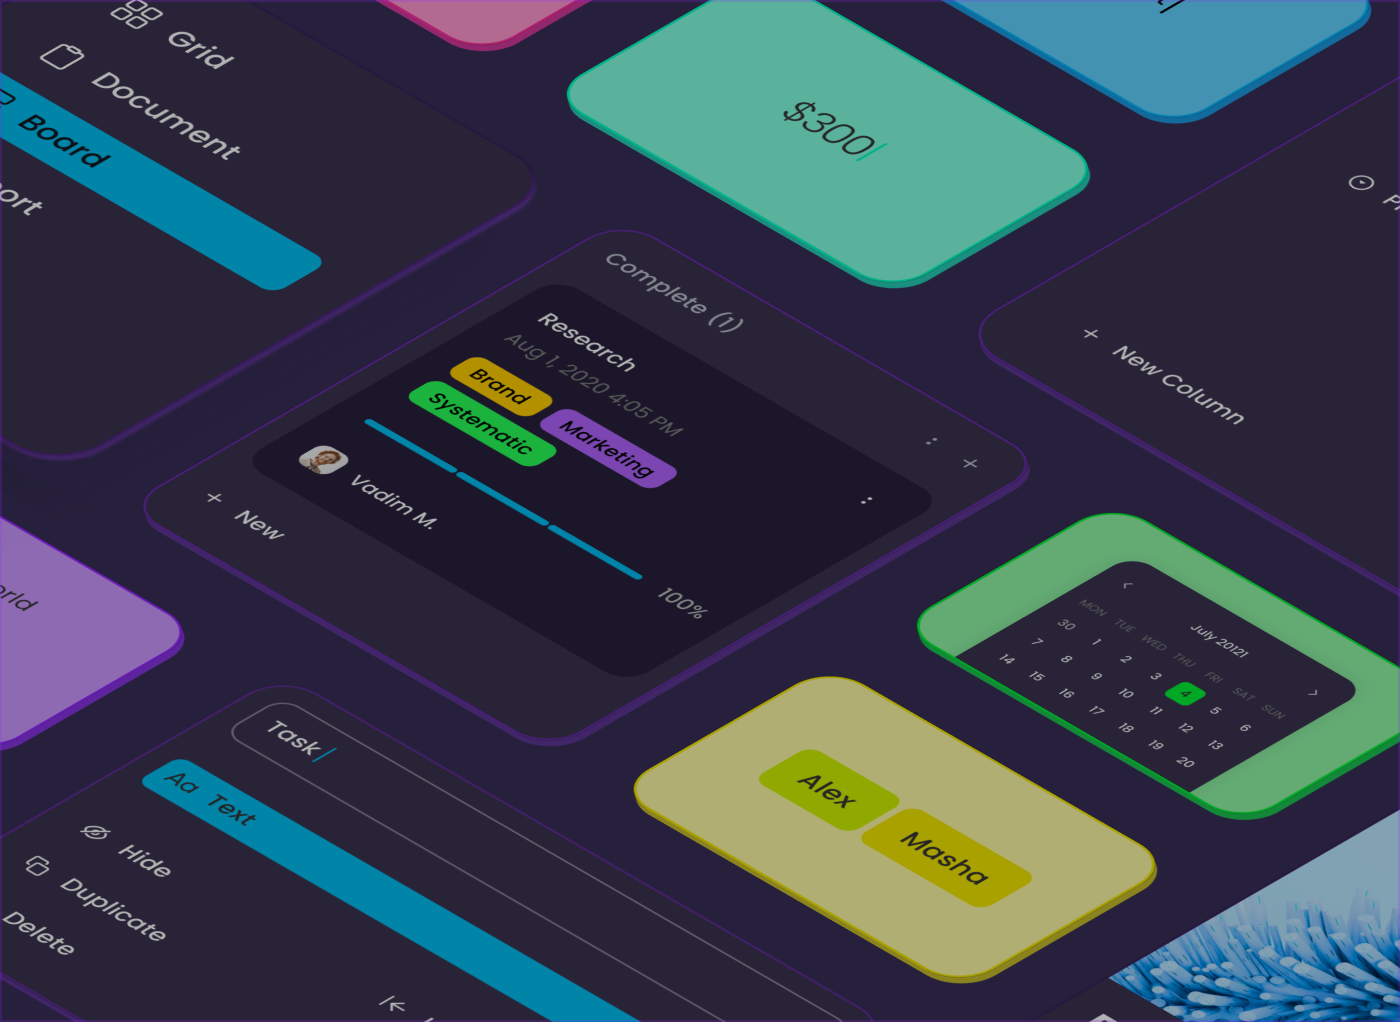 Grid
Document
Board
ort
$300
Complete (1)
Research
Aug 1, 2020 4:05 PM
Brand
Marketing
Systematic
Vadim M.
100%
+ New
+ New Column
orld
July 20121
MON TUE WED THU FRI SAT SUN
30 1 2 3 4 5 6
7 8 9 10 11 12 13
14 15 16 17 18 19 20
Alex
Masha
Task
Aa Text
Hide
Duplicate
Delete